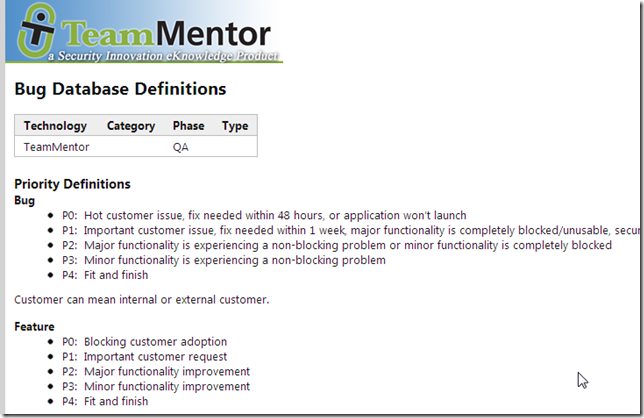 TeamMentor
a Security Innovation eKnowledge Product
Bug Database Definitions
Technology Category Phase Type
TeamMentor QA
Priority Definitions
Bug
• P0: Hot customer issue, fix needed within 48 hours, or application won't launch
• P1: Important customer issue, fix needed within 1 week, major functionality is completely blocked/unusable,
• P2: Major functionality is experiencing a non-blocking problem or minor functionality is completely blocked
• P3: Minor functionality is experiencing a non-blocking problem
• P4: Fit and finish
Customer can mean internal or external customer.
Feature
• P0: Blocking customer adoption
• P1: Important customer request
• P2: Major functionality improvement
• P3: Minor functionality improvement
• P4: Fit and finish